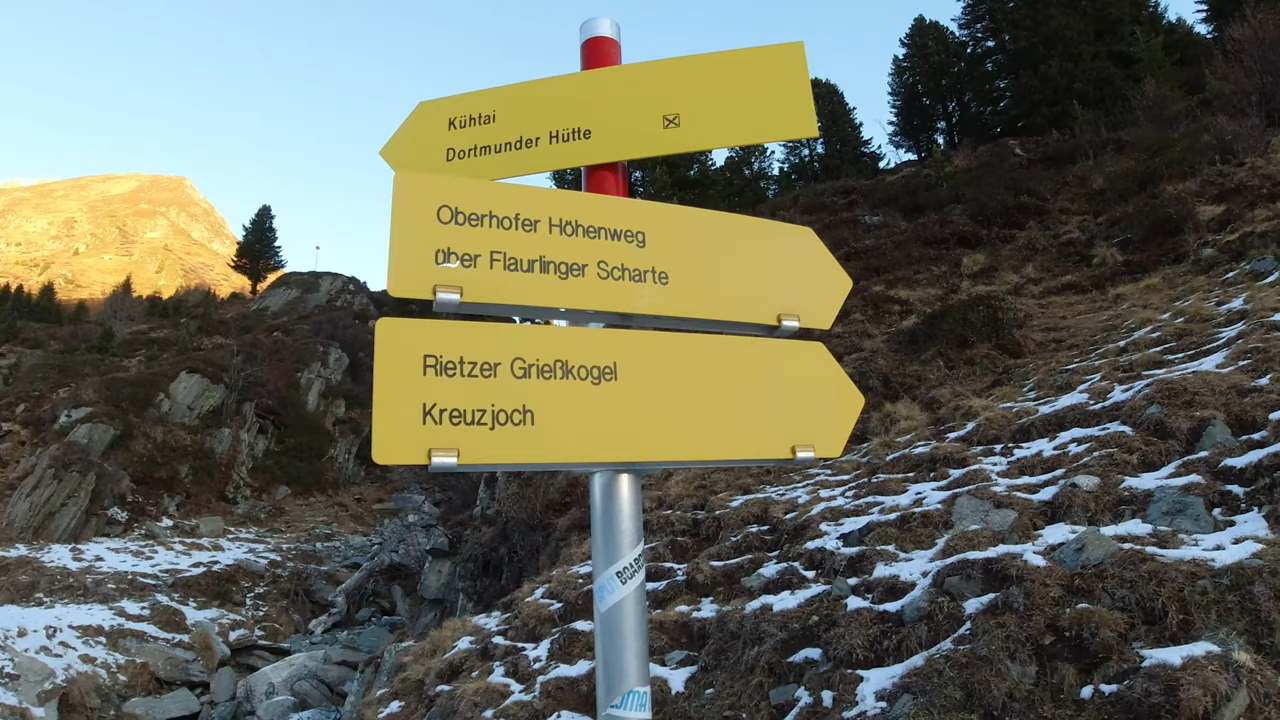 Kühtai
Dortmunder Hütte
Oberhofer Höhenweg
über Flaurlinger Scharte
Rietzer Grießkogel
Kreuzjoch